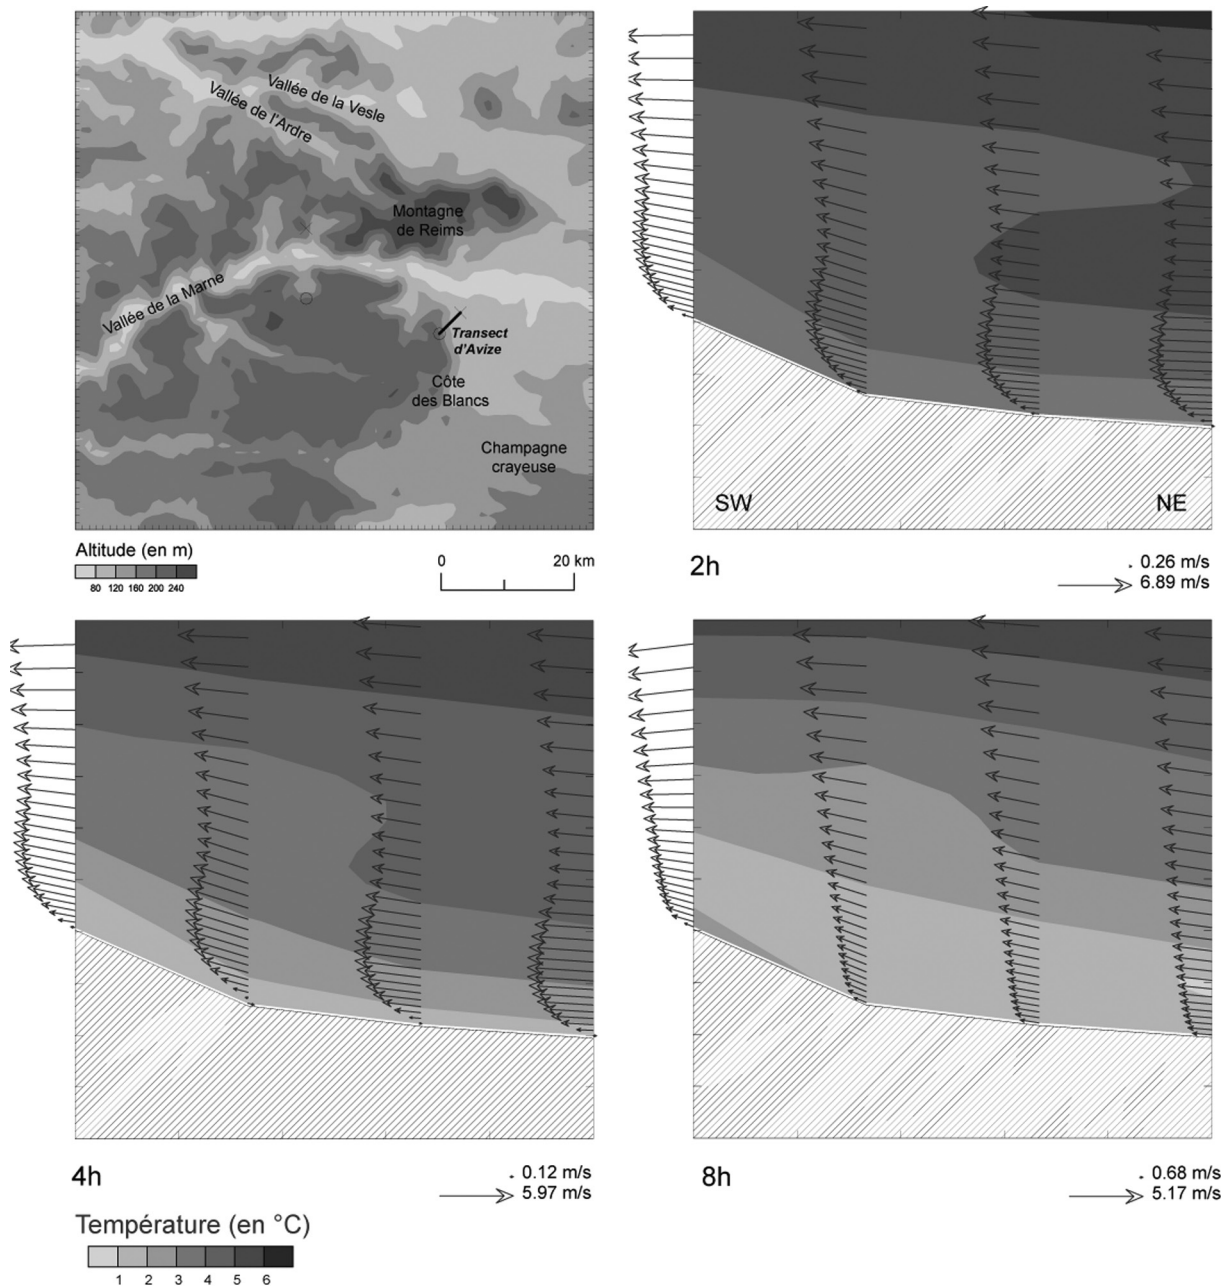 Vallée de la Vesle
Vallée de l'Ardre
Montagne
de Reims
Vallée de la Marne
Transect
d'Avize
Côte
des Blancs
Champagne
crayeuse
Altitude (en m)
80 120 160 200 240
0 20 km
SW NE
2h
0.26 m/s
6.89 m/s
4h
0.12 m/s
5.97 m/s
8h
0.68 m/s
5.17 m/s
Température (en °C)
1 2 3 4 5 6